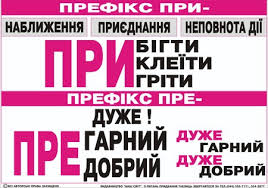 ПРЕФІКС ПРИ-
НАБЛИЖЕННЯ ПРИЄДНАННЯ НЕПОВНОТА ДІЇ
ПРИ БІГТИ
КЛЕЇТИ
ГРІТИ
ПРЕФІКС ПРЕ-
ДУЖЕ !
ПРЕ ГАРНИЙ
ДОБРИЙ
ДУЖЕ
ГАРНИЙ
ДУЖЕ
ДОБРИЙ